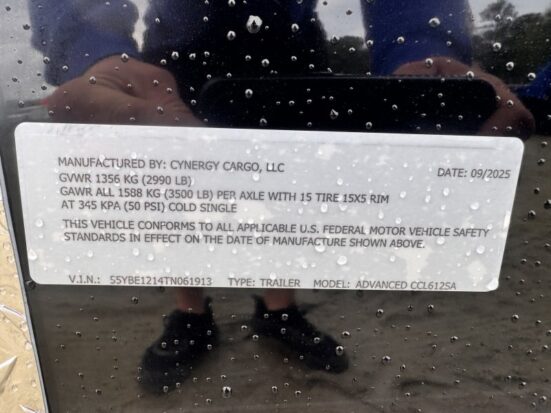 MANUFACTURED BY: CYNERGY CARGO, LLC DATE: 09/2025
GVWR 1356 KG (2990 LB)
GAWR ALL 1588 KG (3500 LB) PER AXLE WITH 15 TIRE 15X5 RIM
AT 345 KPA (50 PSI) COLD SINGLE
THIS VEHICLE CONFORMS TO ALL APPLICABLE U.S. FEDERAL MOTOR VEHICLE SAFETY
STANDARDS IN EFFECT ON THE DATE OF MANUFACTURE SHOWN ABOVE.
V.I.N.: 55YBE1214TN061913 TYPE: TRAILER MODEL: ADVANCED CCL612SA